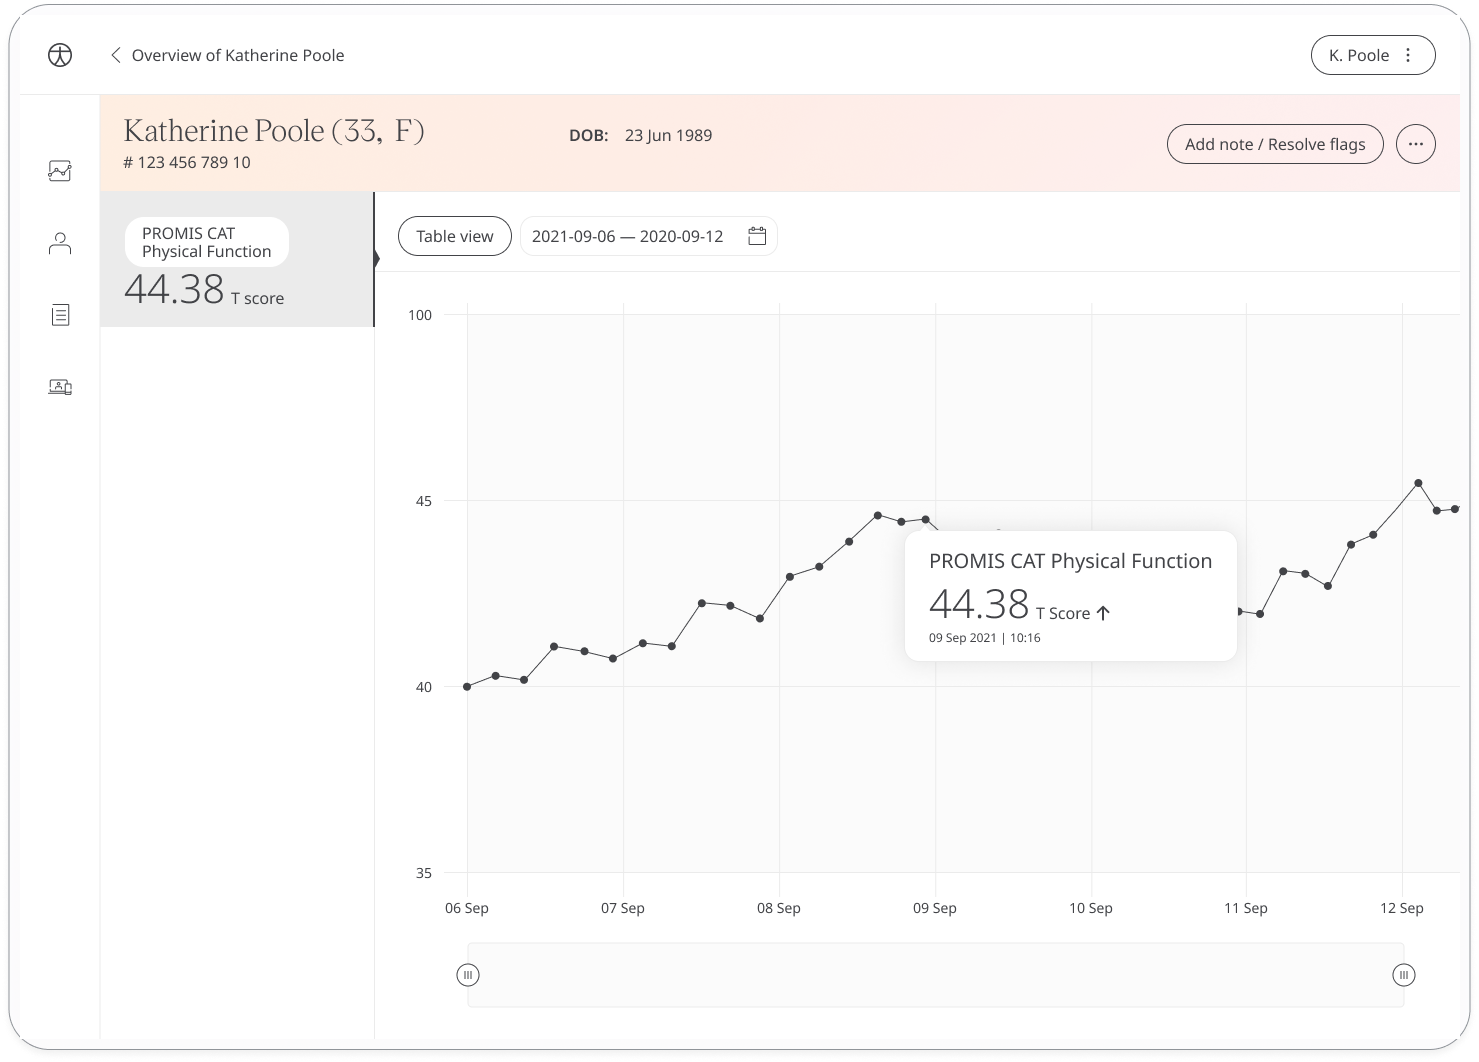 Overview of Katherine Poole
K. Poole
Katherine Poole (33, F)
DOB: 23 Jun 1989
# 123 456 789 10
Add note / Resolve flags
PROMIS CAT
Physical Function
44.38 T score
Table view
2021-09-06 — 2020-09-12
100
45
PROMIS CAT Physical Function
44.38 T Score ↑
09 Sep 2021 | 10:16
40
35
06 Sep 07 Sep 08 Sep 09 Sep 10 Sep 11 Sep 12 Sep